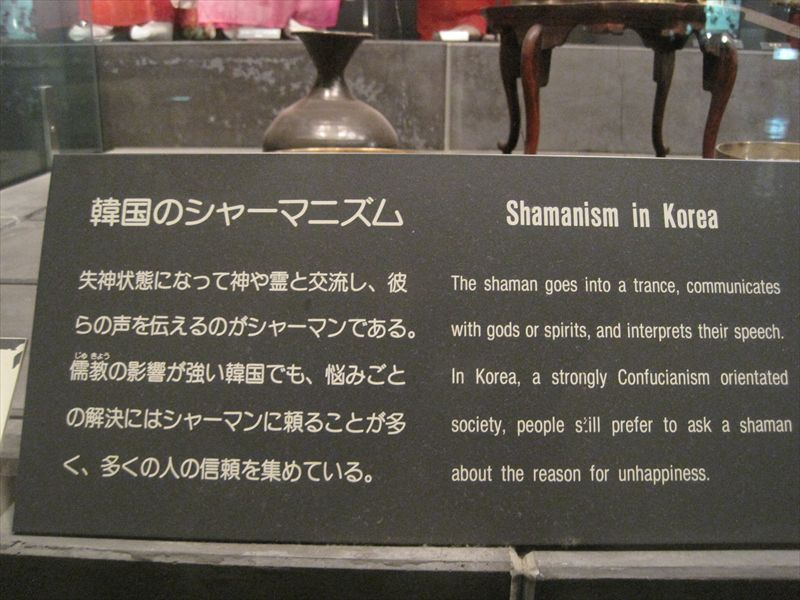 韓国のシャーマニズム
失神状態になって神や霊と交流し、彼
らの声を伝えるのがシャーマンである。
じゅ きょう
儒教の影響が強い韓国でも、悩みごと
の解決にはシャーマンに頼ることが多
く、多くの人の信頼を集めている。
Shamanism in Korea
The shaman goes into a trance, communicates
with gods or spirits, and interprets their speech.
In Korea, a strongly Confucianism orientated
society, people still prefer to ask a shaman
about the reason for unhappiness.